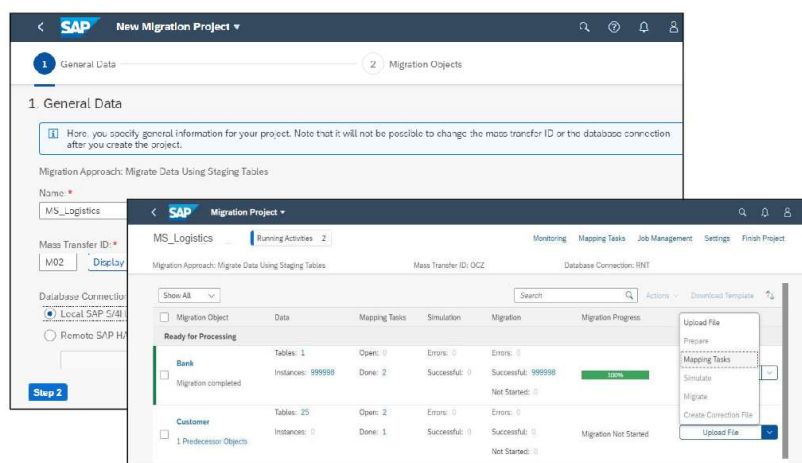 SAP New Migration Project
1 General Data 2 Migration Objects
1. General Data
Here, you specify general information for your project. Note that it will not be possible to change the mass transfer ID or the database connection
after you create the project.
Migration Approach: Migrate Data Using Staging Tables
Name: *
MS_Logistics
Mass Transfer ID: *
M02 Display
Database Connection
Local SAP S/4
Remote SAP HA
Step 2
SAP Migration Project
MS_Logistics Running Activities 2 Monitoring Mapping Tasks Job Management Settings Finish Project
Migration Approach: Migrate Data Using Staging Tables Mass Transfer ID: OCZ Database Connection: RNT
Show All Search Actions Download Template
Migration Object Data Mapping Tasks Simulation Migration Migration Progress
Ready for Processing
Bank
Migration completed
Tables: 1 Open: 0 Errors: 0 Errors: 0
Instances: 999998 Done: 2 Successful: 0 Successful: 999998 100%
Not Started: 0
Customer
1 Predecessor Objects
Tables: 25 Open: 2 Errors: 0 Errors: 0
Instances: 0 Done: 1 Successful: 0 Successful: 0 Migration Not Started Upload File
Not Started: 0
Upload File
Prepare
Mapping Tasks
Simulate
Migrate
Create Correction File